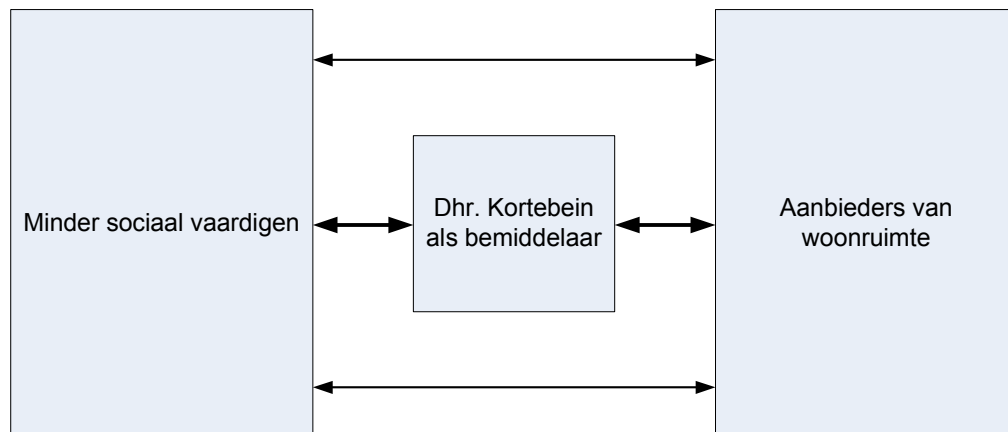 Minder sociaal vaardigen
Dhr. Kortebein
als bemiddelaar
Aanbieders van
woonruimte